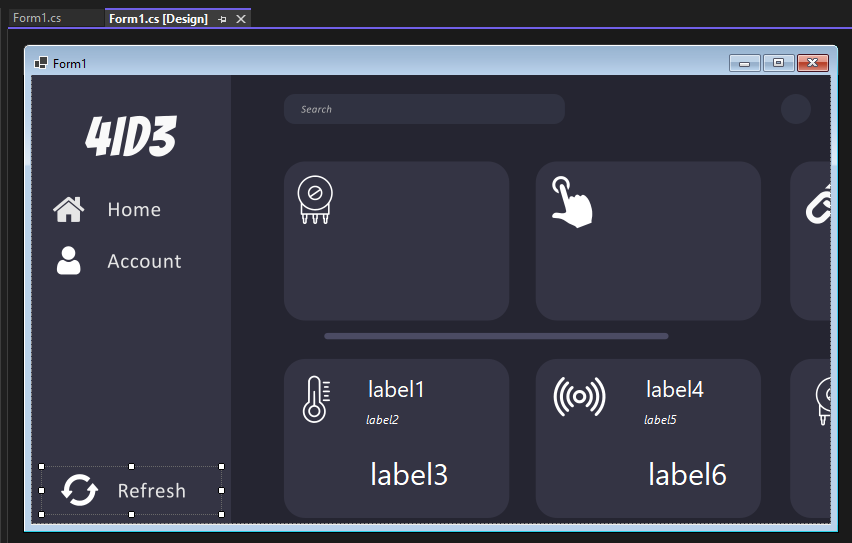 Form1.cs
Form1.cs [Design]
Form1
4ID3
Search
Home
Account
label1
label2
label3
label4
label5
label6
Refresh